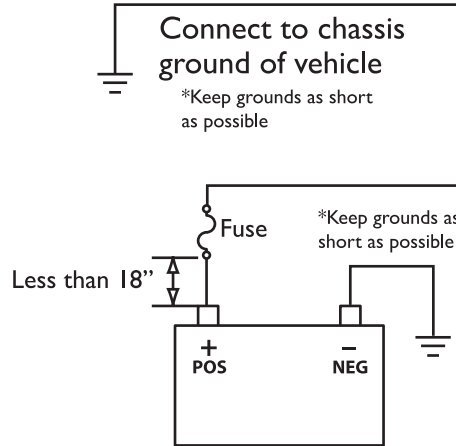 Connect to chassis
ground of vehicle
*Keep grounds as short
as possible
Fuse
*Keep grounds as
short as possible
Less than 18”
+
POS
–
NEG